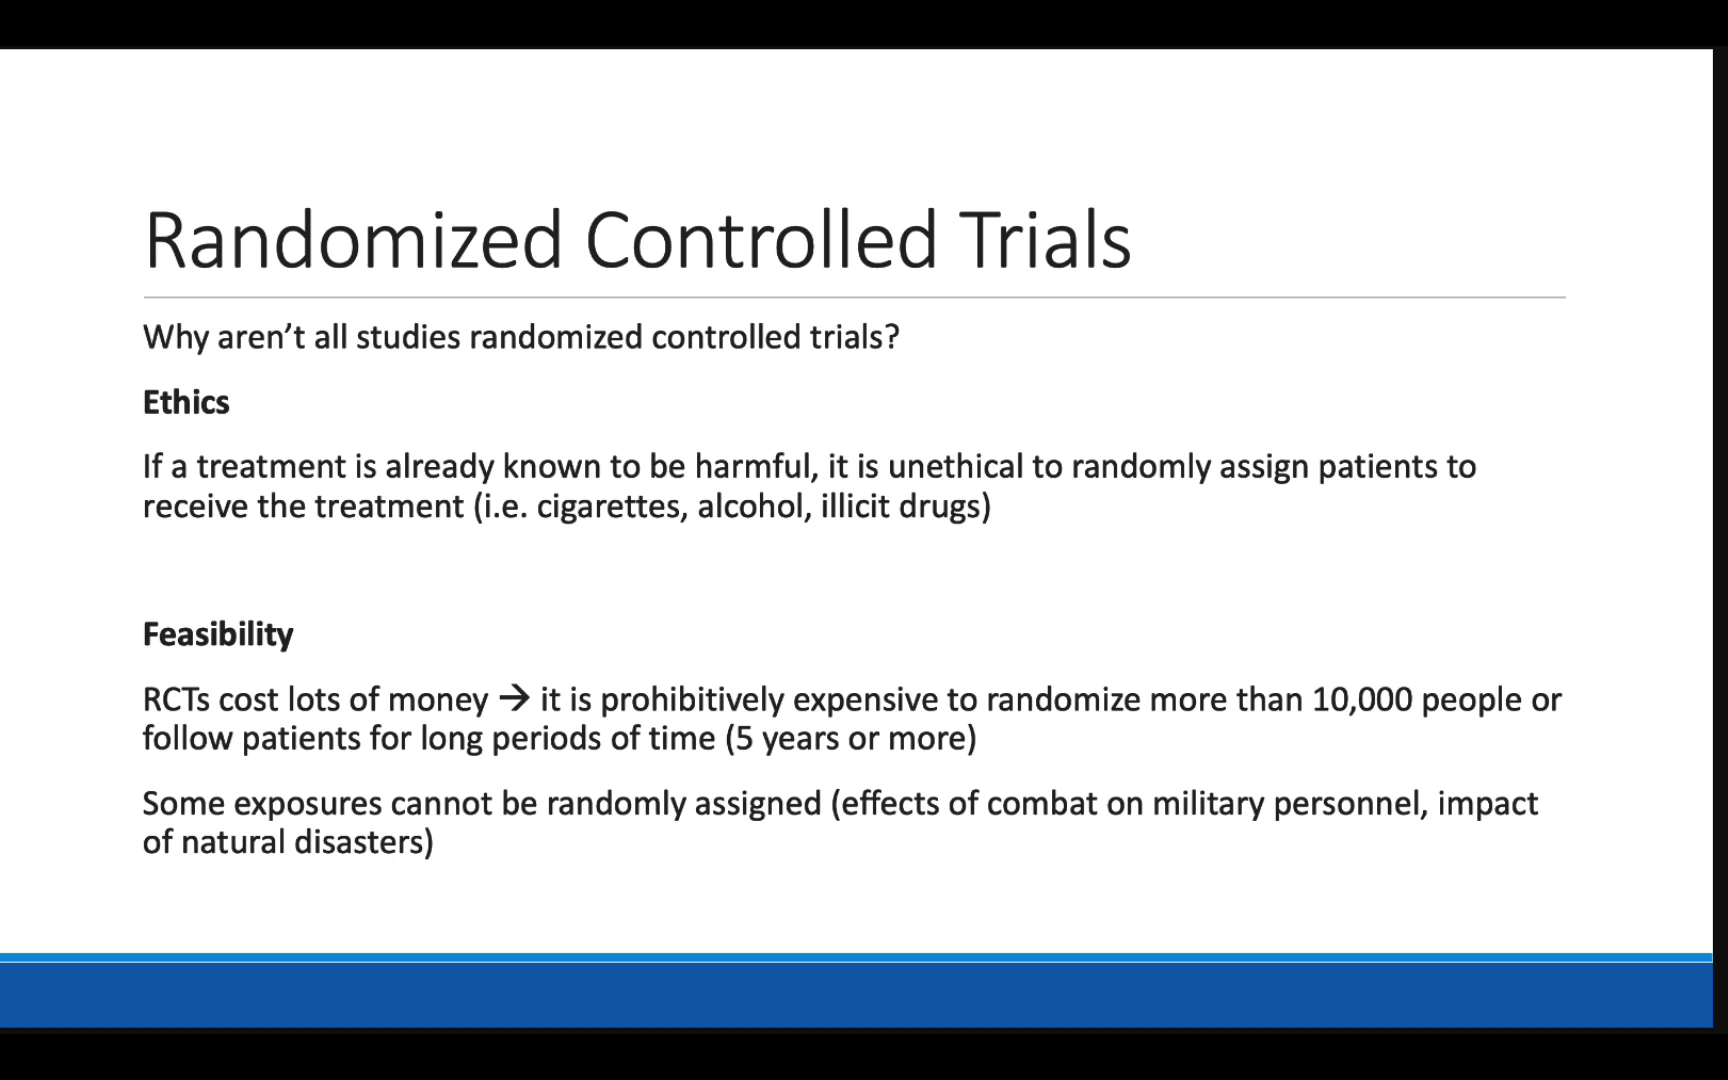 Randomized Controlled Trials
Why aren’t all studies randomized controlled trials?
Ethics
If a treatment is already known to be harmful, it is unethical to randomly assign patients to
receive the treatment (i.e. cigarettes, alcohol, illicit drugs)
Feasibility
RCTs cost lots of money → it is prohibitively expensive to randomize more than 10,000 people or
follow patients for long periods of time (5 years or more)
Some exposures cannot be randomly assigned (effects of combat on military personnel, impact
of natural disasters)